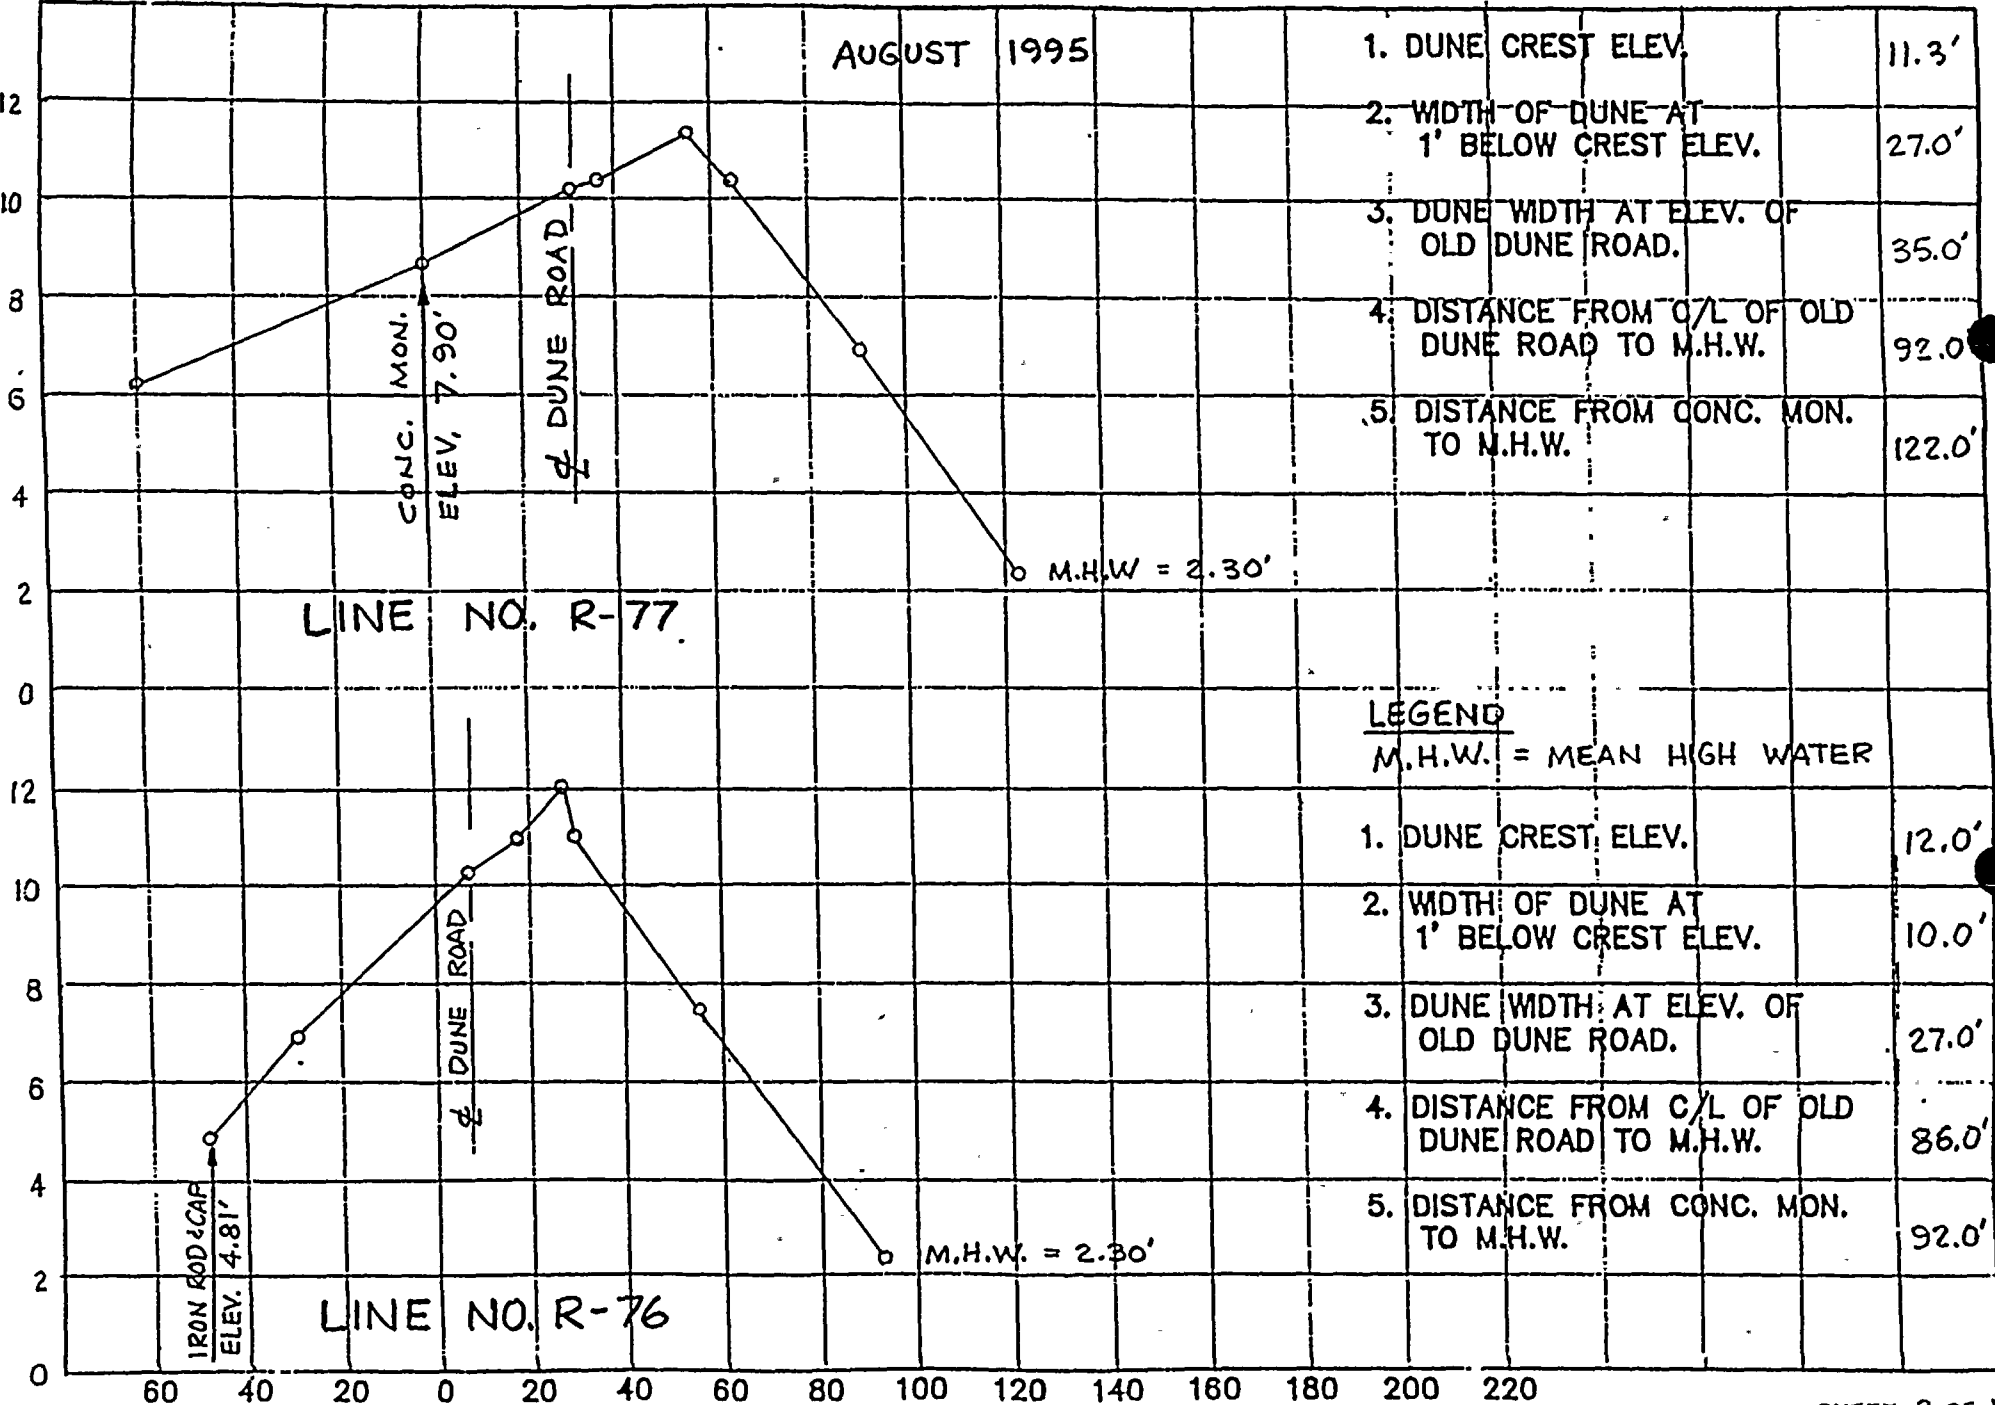 AUGUST 1995
12
10
8
6
4
2
0
CONC. MON.
ELEV. 7.90'
℄ DUNE ROAD
M.H.W = 2.30'
LINE NO. R-77
1. DUNE CREST ELEV. 11.3'
2. WIDTH OF DUNE AT
1' BELOW CREST ELEV. 27.0'
3. DUNE WIDTH AT ELEV. OF
OLD DUNE ROAD. 35.0'
4. DISTANCE FROM C/L OF OLD
DUNE ROAD TO M.H.W. 92.0
5. DISTANCE FROM CONC. MON.
TO M.H.W. 122.0'
LEGEND
M.H.W. = MEAN HIGH WATER
12
10
8
6
4
2
0
IRON ROD & CAP
ELEV. 4.81'
℄ DUNE ROAD
M.H.W. = 2.30'
LINE NO. R-76
1. DUNE CREST ELEV. 12.0'
2. WIDTH OF DUNE AT
1' BELOW CREST ELEV. 10.0'
3. DUNE WIDTH AT ELEV. OF
OLD DUNE ROAD. 27.0'
4. DISTANCE FROM C/L OF OLD
DUNE ROAD TO M.H.W. 86.0'
5. DISTANCE FROM CONC. MON.
TO M.H.W. 92.0'
60 40 20 0 20 40 60 80 100 120 140 160 180 200 220